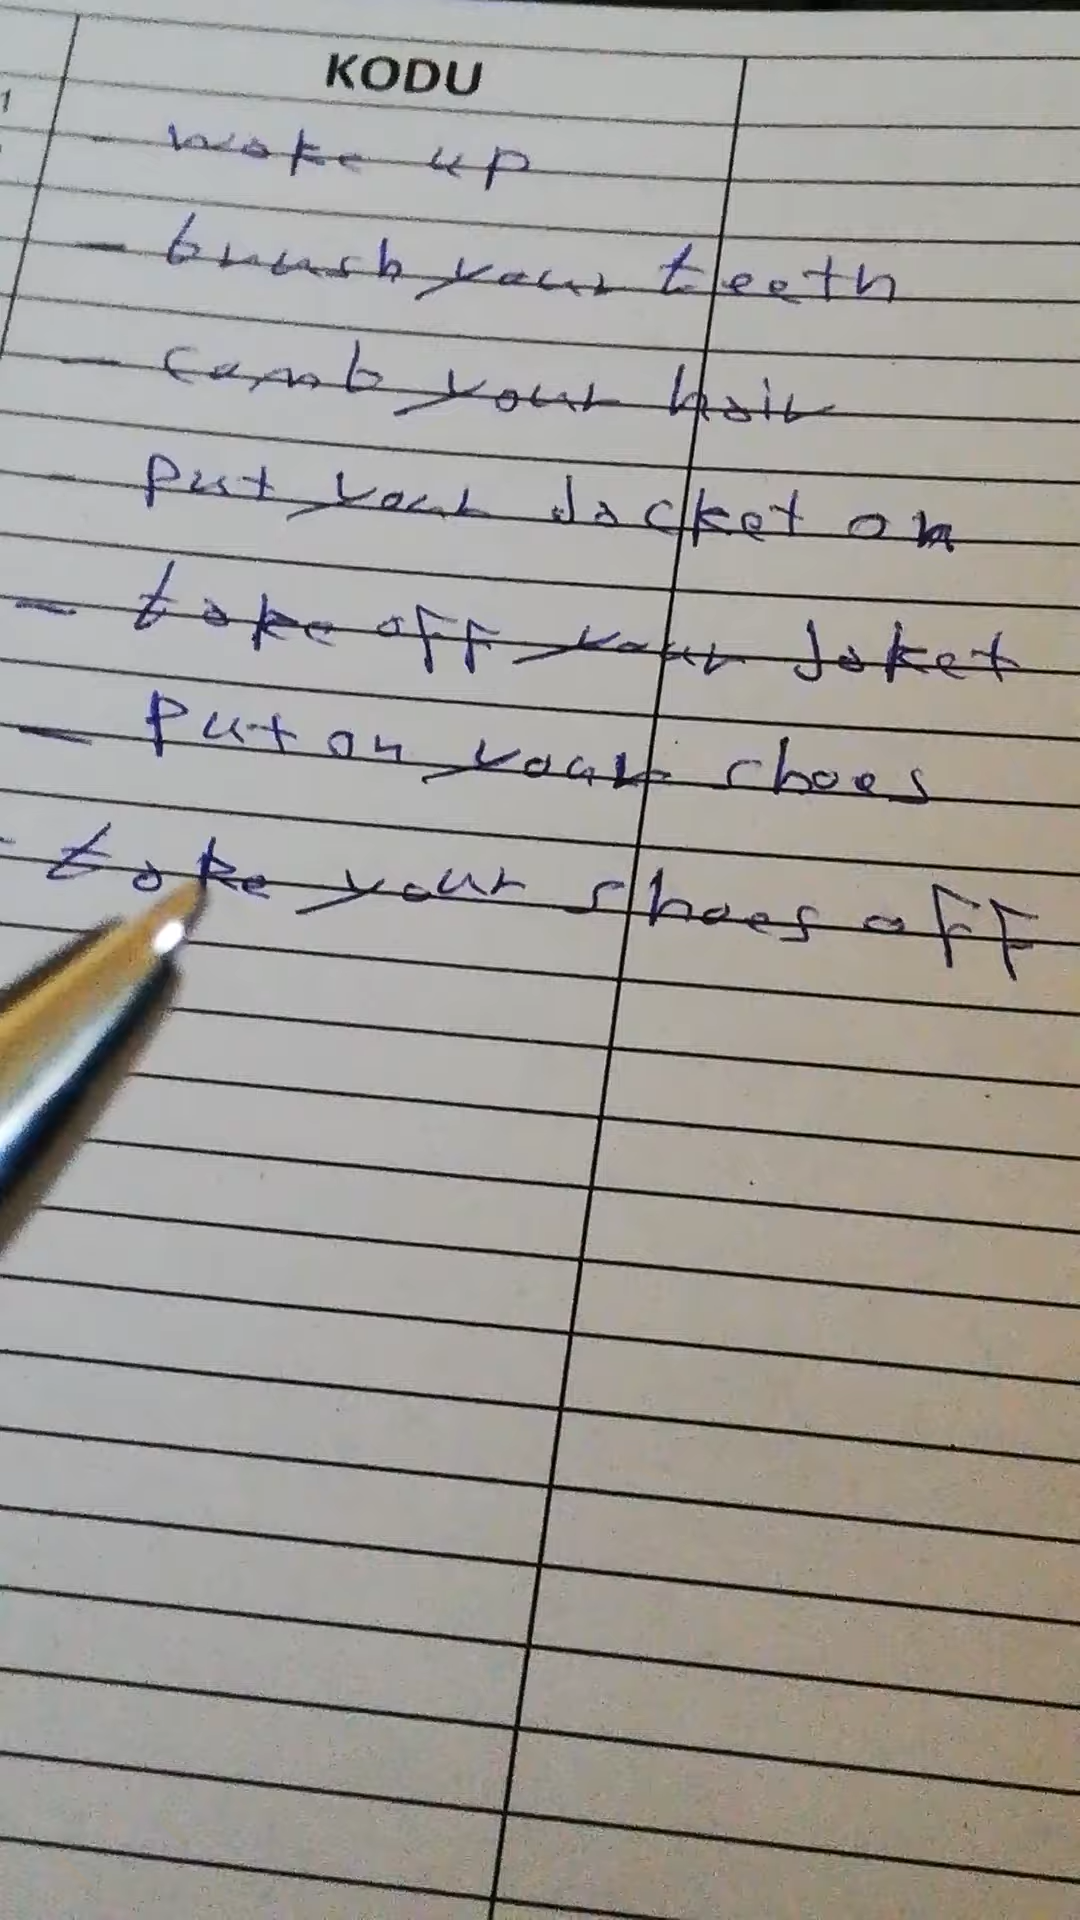 KODU
- wake up
- brush your teeth
- comb your hair
- put your Jacket on
- take off your Jaket
- put on your shoes
- take your shoes off